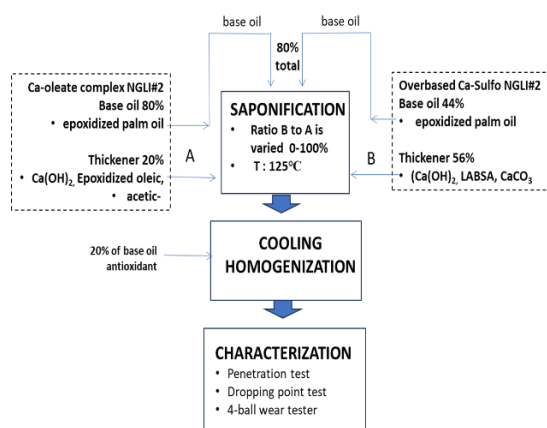 base oil
base oil
80%
total
Ca-oleate complex NGLI#2
Base oil 80%
• epoxidized palm oil
Thickener 20%
• Ca(OH)2, Epoxidized oleic,
• acetic-
A
SAPONIFICATION
• Ratio B to A is
varied 0-100%
• T : 125℃
B
Overbased Ca-Sulfo NGLI#2
Base oil 44%
• epoxidized palm oil
Thickener 56%
• (Ca(OH)2, LABSA, CaCO3
20% of base oil
antioxidant
COOLING
HOMOGENIZATION
CHARACTERIZATION
• Penetration test
• Dropping point test
• 4-ball wear tester